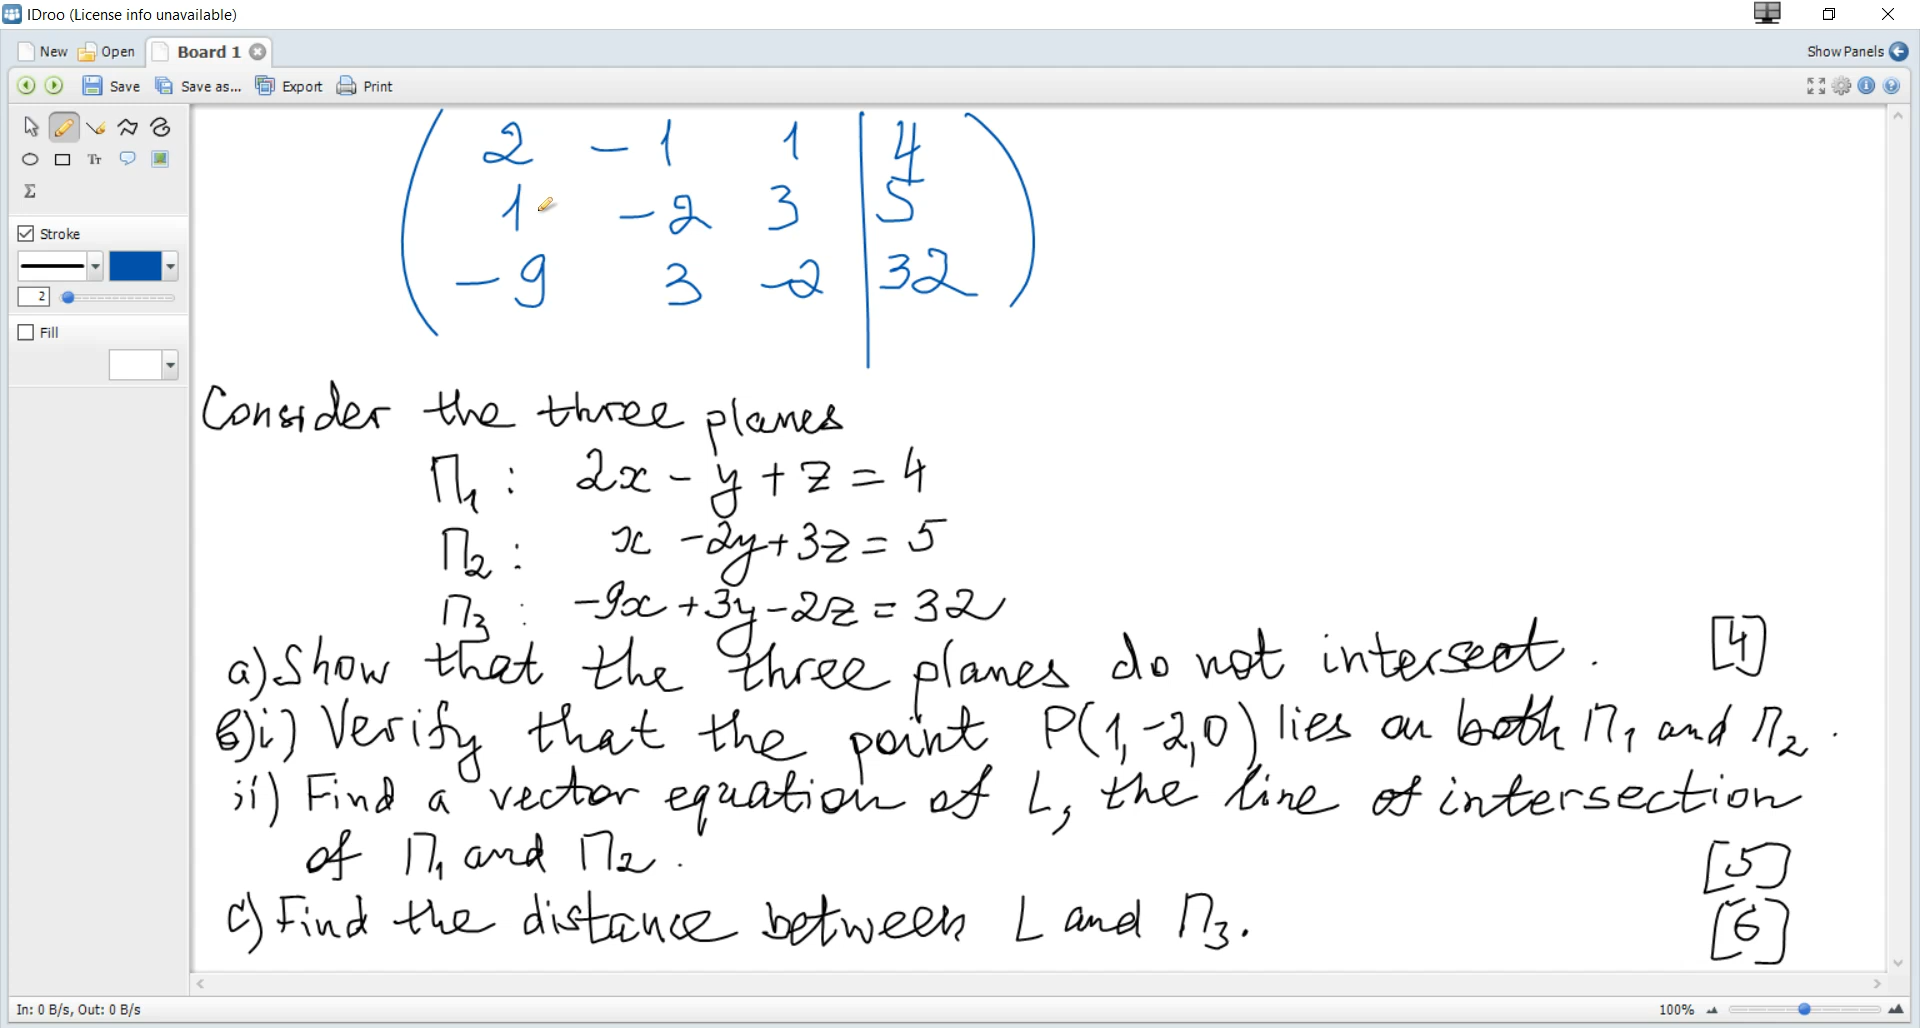 IDroo (License info unavailable)
New Open Board 1 Show Panels
Save Save as... Export Print
Tт
Σ
Stroke
2
Fill
2 -1 1 | 4
1 -2 3 | 5
-9 3 -2 | 32
Consider the three planes
Π1 : 2x - y + z = 4
Π2 : x - 2y + 3z = 5
Π3 : -9x + 3y - 2z = 32
a) Show that the three planes do not intersect. [4]
b) i) Verify that the point P(1, -2, 0) lies on both Π1 and Π2.
ii) Find a vector equation of L, the line of intersection
of Π1 and Π2. [5]
c) Find the distance between L and Π3. [6]
In: 0 B/s, Out: 0 B/s 100%